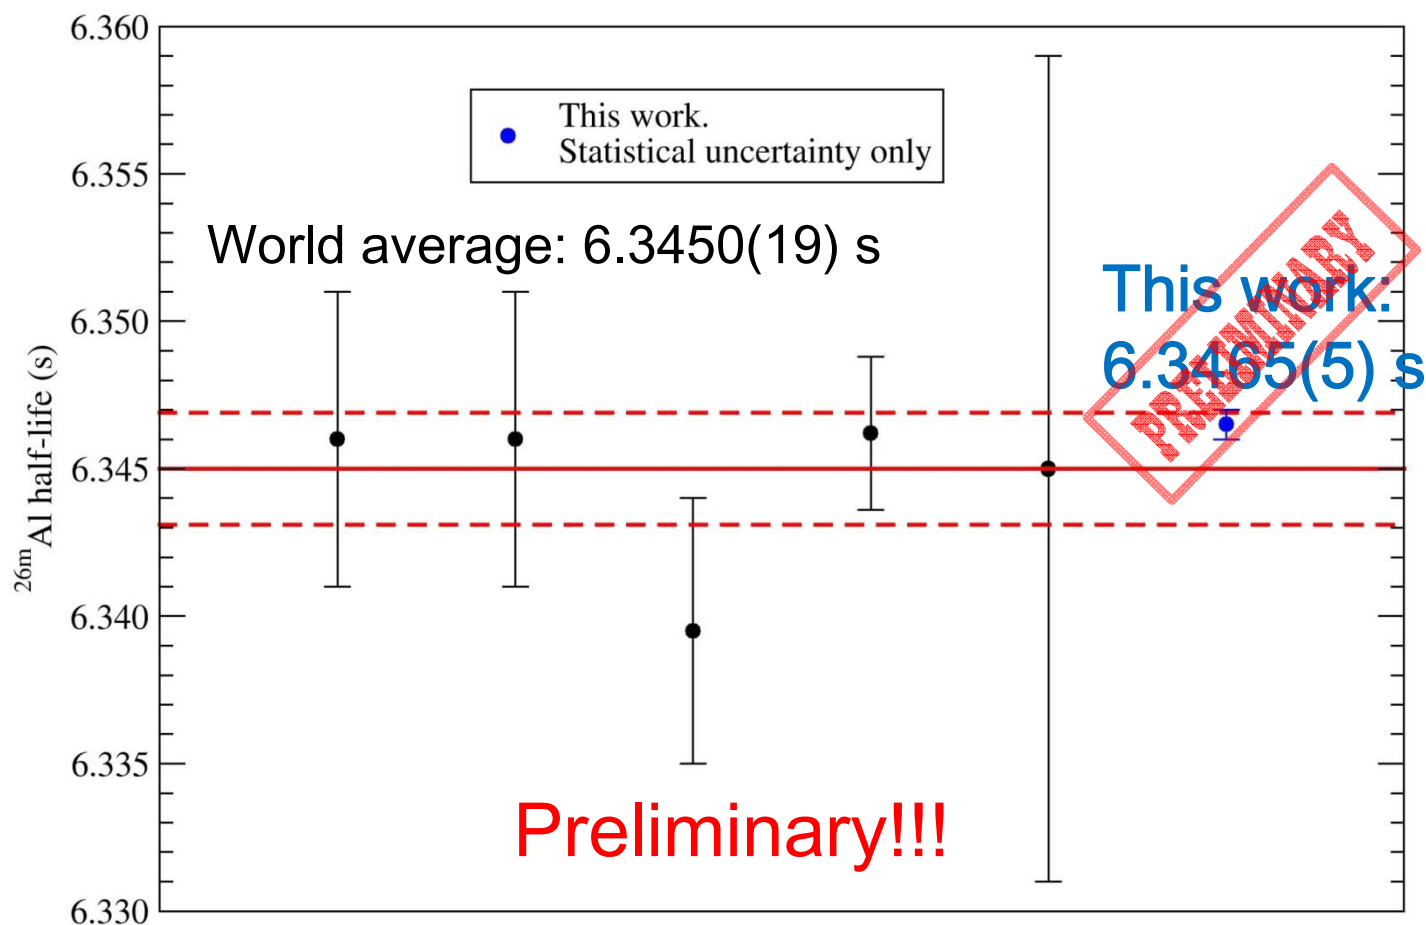 6.360
6.355
6.350
6.345
6.340
6.335
6.330
²⁶ᵐAl half-life (s)
This work.
Statistical uncertainty only
World average: 6.3450(19) s
This work:
6.3465(5) s
PRELIMINARY
Preliminary!!!